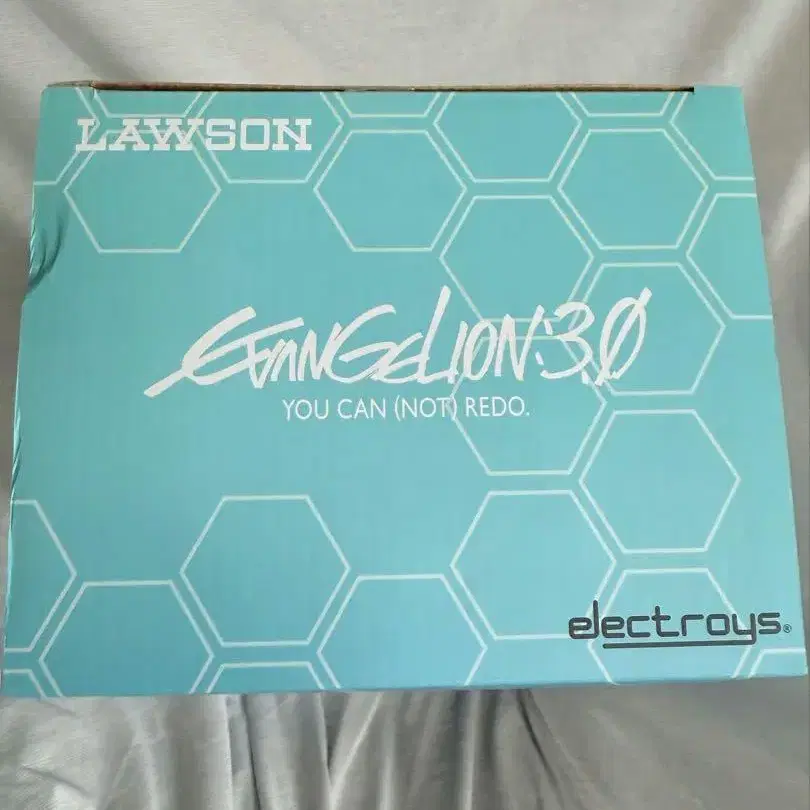 LAWSON
EVANGELION:3.0
YOU CAN (NOT) REDO.
electroys®